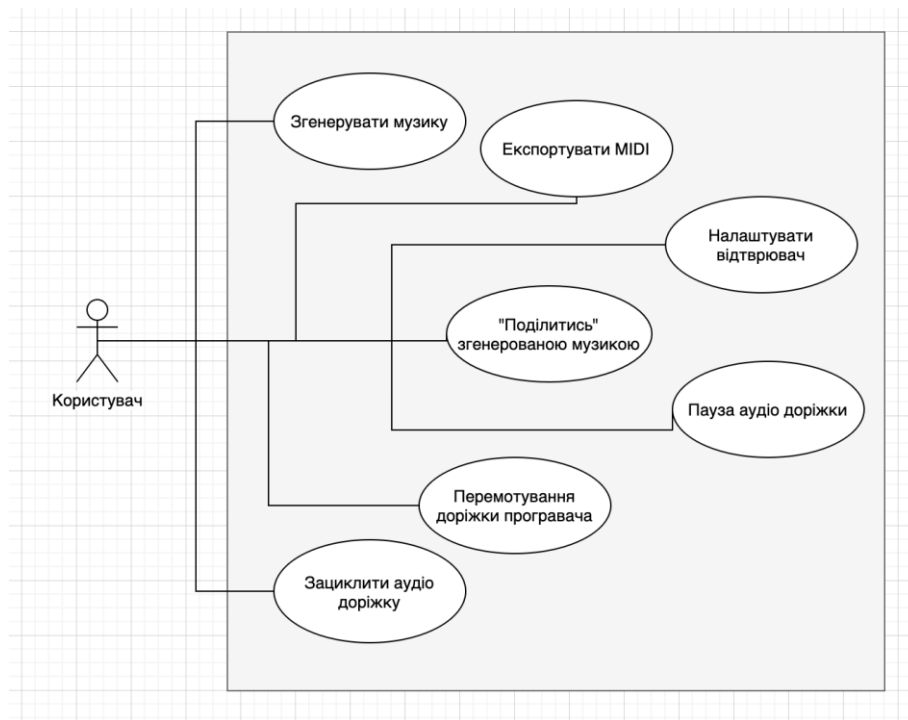 Згенерувати музику
Експортувати MIDI
Налаштувати
відтврювач
"Поділитись"
згенерованою музикою
Користувач
Пауза аудіо доріжки
Перемотування
доріжки програвача
Зациклити аудіо
доріжку